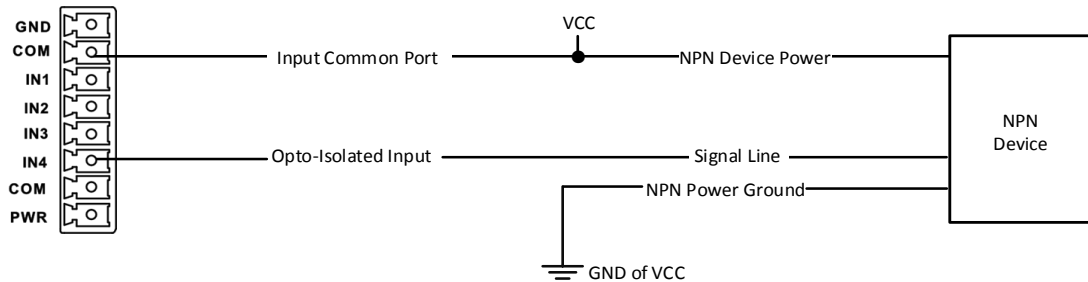 GND
COM
IN1
IN2
IN3
IN4
COM
PWR
VCC
Input Common Port
NPN Device Power
Opto-Isolated Input
Signal Line
NPN Power Ground
GND of VCC
NPN
Device